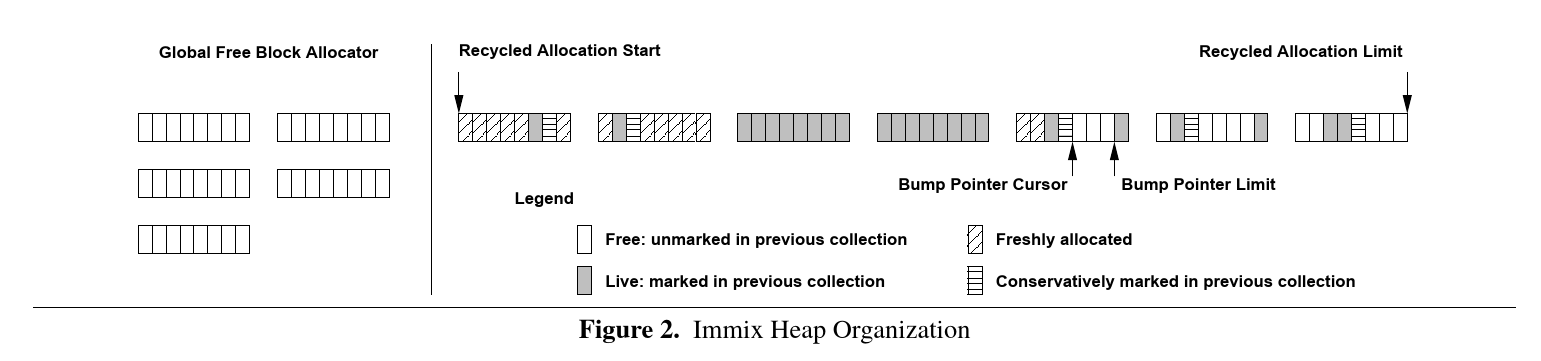 Global Free Block Allocator
Recycled Allocation Start
Recycled Allocation Limit
Bump Pointer Cursor
Bump Pointer Limit
Legend
Free: unmarked in previous collection
Freshly allocated
Live: marked in previous collection
Conservatively marked in previous collection
Figure 2. Immix Heap Organization